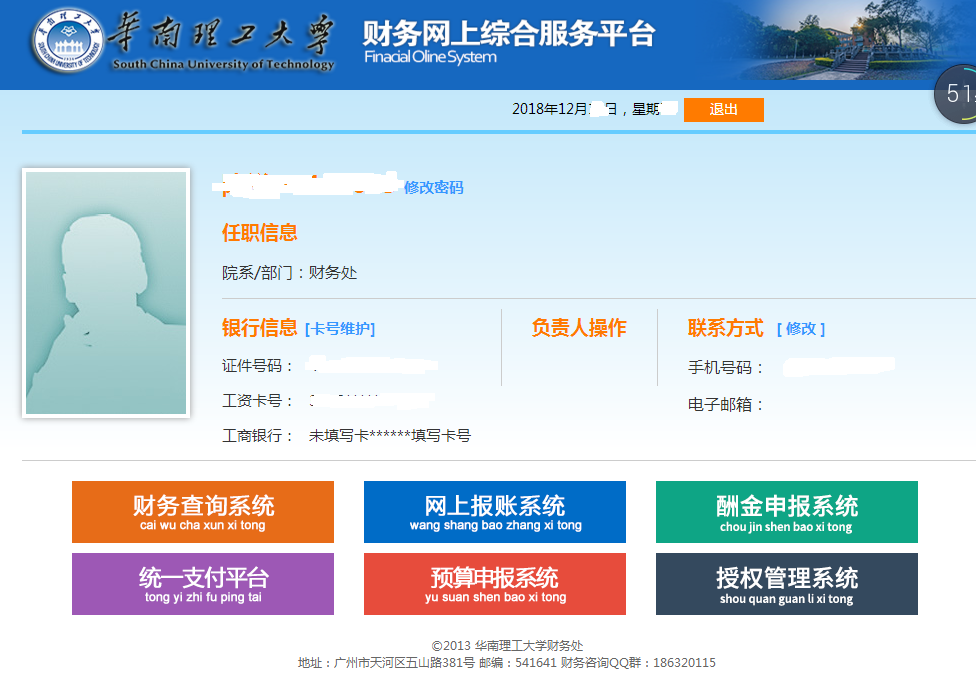 华南理工大学
South China University of Technology
财务网上综合服务平台
Finacial Oline System
51
2018年12月 日，星期
退出
修改密码
任职信息
院系/部门：财务处
银行信息 [卡号维护]
负责人操作
联系方式 [ 修改 ]
证件号码：
手机号码：
工资卡号：
电子邮箱：
工商银行： 未填写卡******填写卡号
财务查询系统
cai wu cha xun xi tong
网上报账系统
wang shang bao zhang xi tong
酬金申报系统
chou jin shen bao xi tong
统一支付平台
tong yi zhi fu ping tai
预算申报系统
yu suan shen bao xi tong
授权管理系统
shou quan guan li xi tong
©2013 华南理工大学财务处
地址：广州市天河区五山路381号 邮编：541641 财务咨询QQ群：186320115